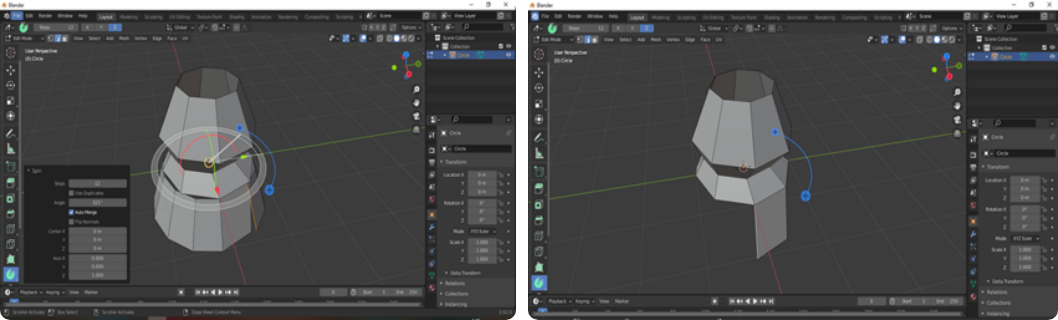 Blender
File Edit Render Window Help Layout Modeling Sculpting UV Editing Texture Paint Shading Animation Rendering Compositing Scripting Scene View Layer
Steps 12 X Y Z Global Options
Edit Mode View Select Add Mesh Vertex Edge Face UV
User Perspective
(0) Circle
Scene Collection
Collection
Circle
Spin
Steps 12
Use Duplicates
Angle
Auto Merge
Flip Normals
Center X 0 m
Y 0 m
Z 0 m
Axis X 0.000
Y 0.000
Z 1.000
Circle
Circle
Transform
Location X 0 m
Y 0 m
Z 0 m
Rotation X 0°
Y 0°
Z 0°
Mode XYZ Euler
Scale X 1.000
Y 1.000
Z 1.000
Delta Transform
Relations
Collections
Instancing
Playback Keying View Marker 0 Start 1 End 250
Blender
File Edit Render Window Help Layout Modeling Sculpting UV Editing Texture Paint Shading Animation Rendering Compositing Scripting Scene View Layer
Steps 12 X Y Z Global Options
Edit Mode View Select Add Mesh Vertex Edge Face UV
User Perspective
(0) Circle
Scene Collection
Collection
Circle
Circle
Circle
Transform
Location X 0 m
Y 0 m
Z 0 m
Rotation X 0°
Y 0°
Z 0°
Mode XYZ Euler
Scale X 1.000
Y 1.000
Z 1.000
Delta Transform
Relations
Collections
Instancing
Playback Keying View Marker 0 Start 1 End 250